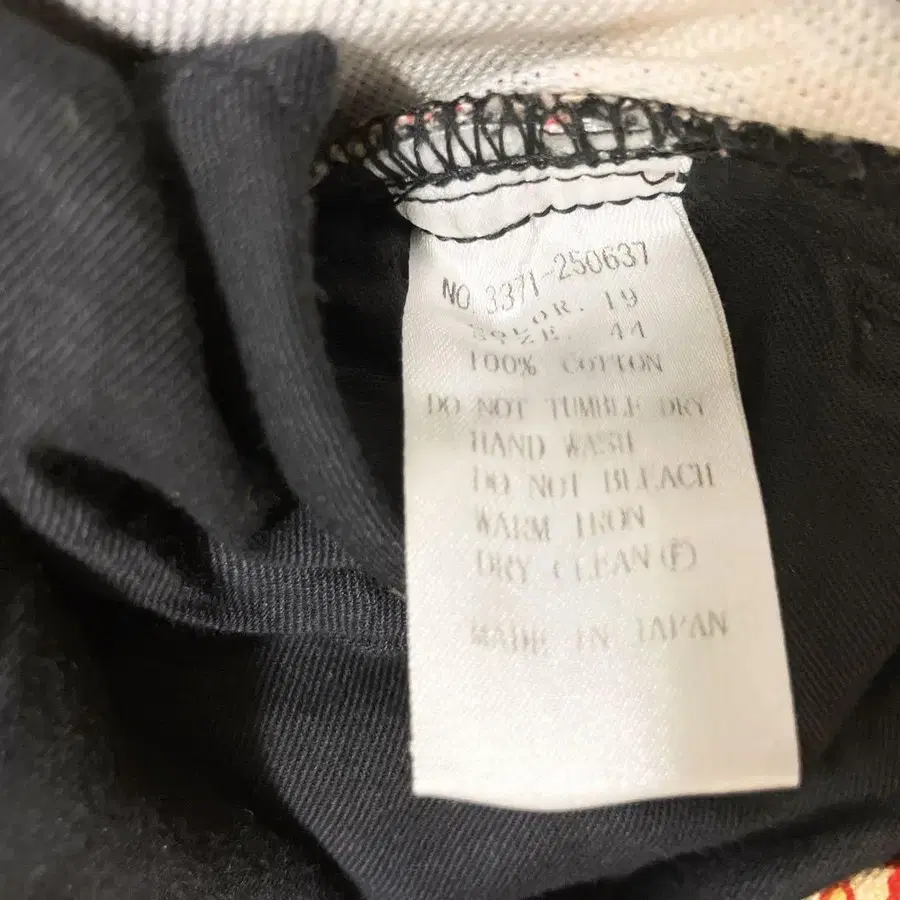 NO. 3371-250637
COLOR. 19
SIZE. 44
100% COTTON
DO NOT TUMBLE DRY
HAND WASH
DO NOT BLEACH
WARM IRON
DRY CLEAN (F)
MADE IN JAPAN